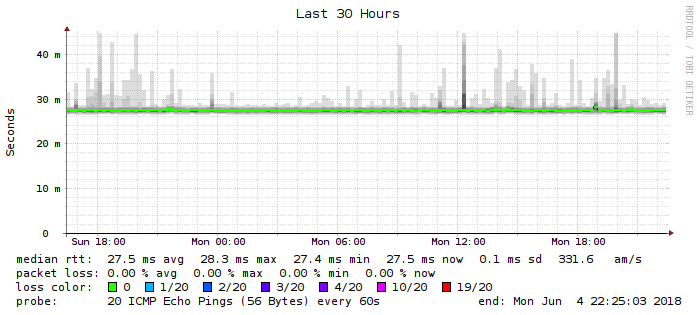 Last 30 Hours
RRDTOOL / TOBI OETIKER
Seconds
40 m
30 m
20 m
10 m
0
Sun 18:00 Mon 00:00 Mon 06:00 Mon 12:00 Mon 18:00
median rtt: 27.5 ms avg 28.3 ms max 27.4 ms min 27.5 ms now 0.1 ms sd 331.6 am/s
packet loss: 0.00 % avg 0.00 % max 0.00 % min 0.00 % now
loss color: 0 1/20 2/20 3/20 4/20 10/20 19/20
probe: 20 ICMP Echo Pings (56 Bytes) every 60s end: Mon Jun 4 22:25:03 2018